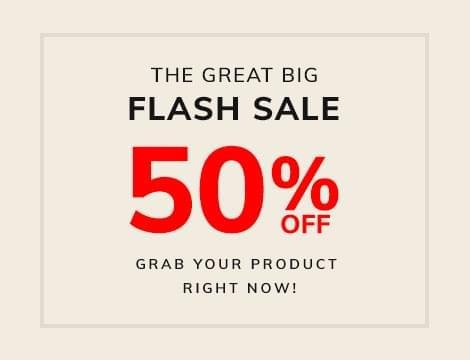 THE GREAT BIG
FLASH SALE
50%
OFF
GRAB YOUR PRODUCT
RIGHT NOW!